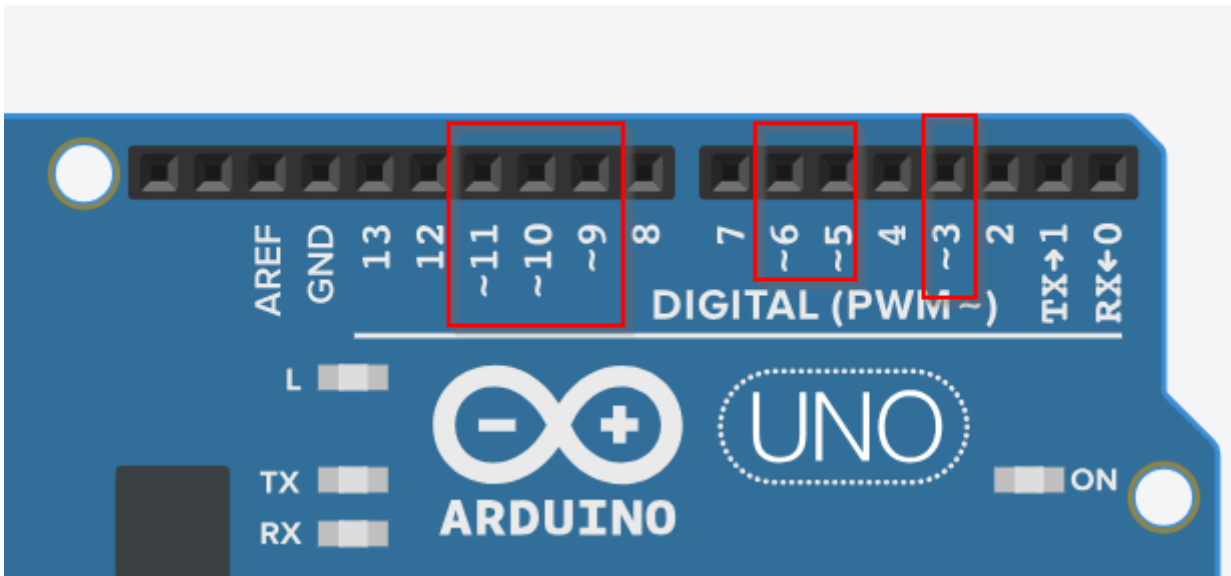 AREF GND 13 12 ~11 ~10 ~9 8 7 ~6 ~5 4 ~3 2 TX→1 RX←0
DIGITAL (PWM ~)
L
UNO
TX
ON
RX
ARDUINO